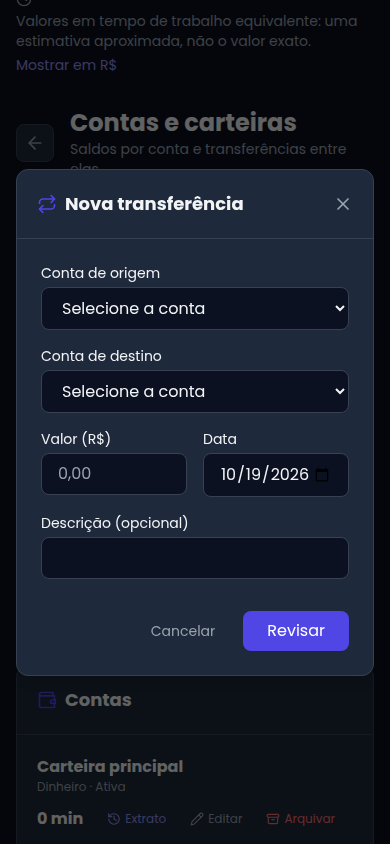 Valores em tempo de trabalho equivalente: uma
estimativa aproximada, não o valor exato.
Mostrar em R$
Contas e carteiras
Saldos por conta e transferências entre
elas
Nova transferência
Conta de origem
Selecione a conta
Conta de destino
Selecione a conta
Valor (R$)
Data
0,00
10/19/2026
Descrição (opcional)
Cancelar
Revisar
Contas
Carteira principal
Dinheiro · Ativa
0 min
Extrato
Editar
Arquivar